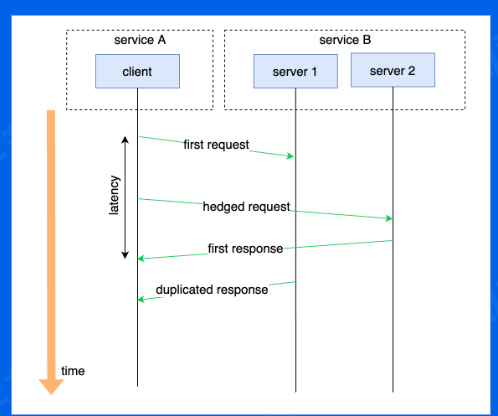 service A
service B
client
server 1
server 2
first request
latency
hedged request
first response
duplicated response
time